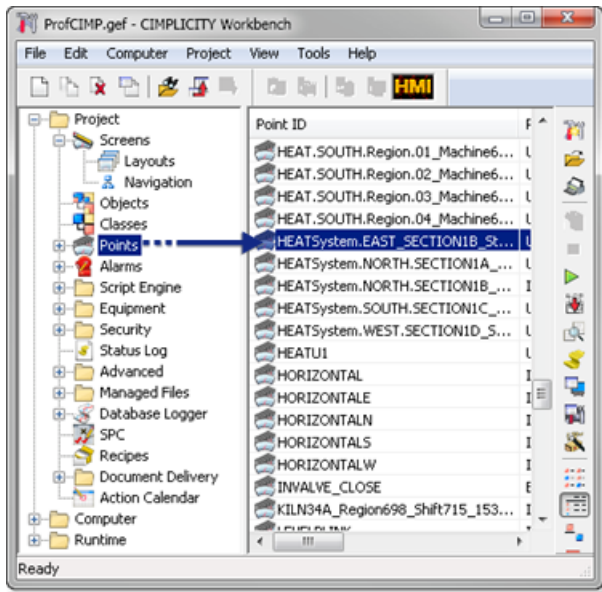 ProfCIMP.gef - CIMPLICITY Workbench
File Edit Computer Project View Tools Help
HMI
Project
Screens
Layouts
Navigation
Objects
Classes
Points
Alarms
Script Engine
Equipment
Security
Status Log
Advanced
Managed Files
Database Logger
SPC
Recipes
Document Delivery
Action Calendar
Computer
Runtime
Point ID
HEAT.SOUTH.Region.01_Machine6...
HEAT.SOUTH.Region.02_Machine6...
HEAT.SOUTH.Region.03_Machine6...
HEAT.SOUTH.Region.04_Machine6...
HEATSystem.EAST_SECTION1B_St...
HEATSystem.NORTH.SECTION1A_...
HEATSystem.NORTH.SECTION1B_...
HEATSystem.SOUTH.SECTION1C_...
HEATSystem.WEST.SECTION1D_S...
HEATU1
HORIZONTAL
HORIZONTALE
HORIZONTALN
HORIZONTALS
HORIZONTALW
INVALVE_CLOSE
KILN34A_Region698_Shift715_153...
Ready